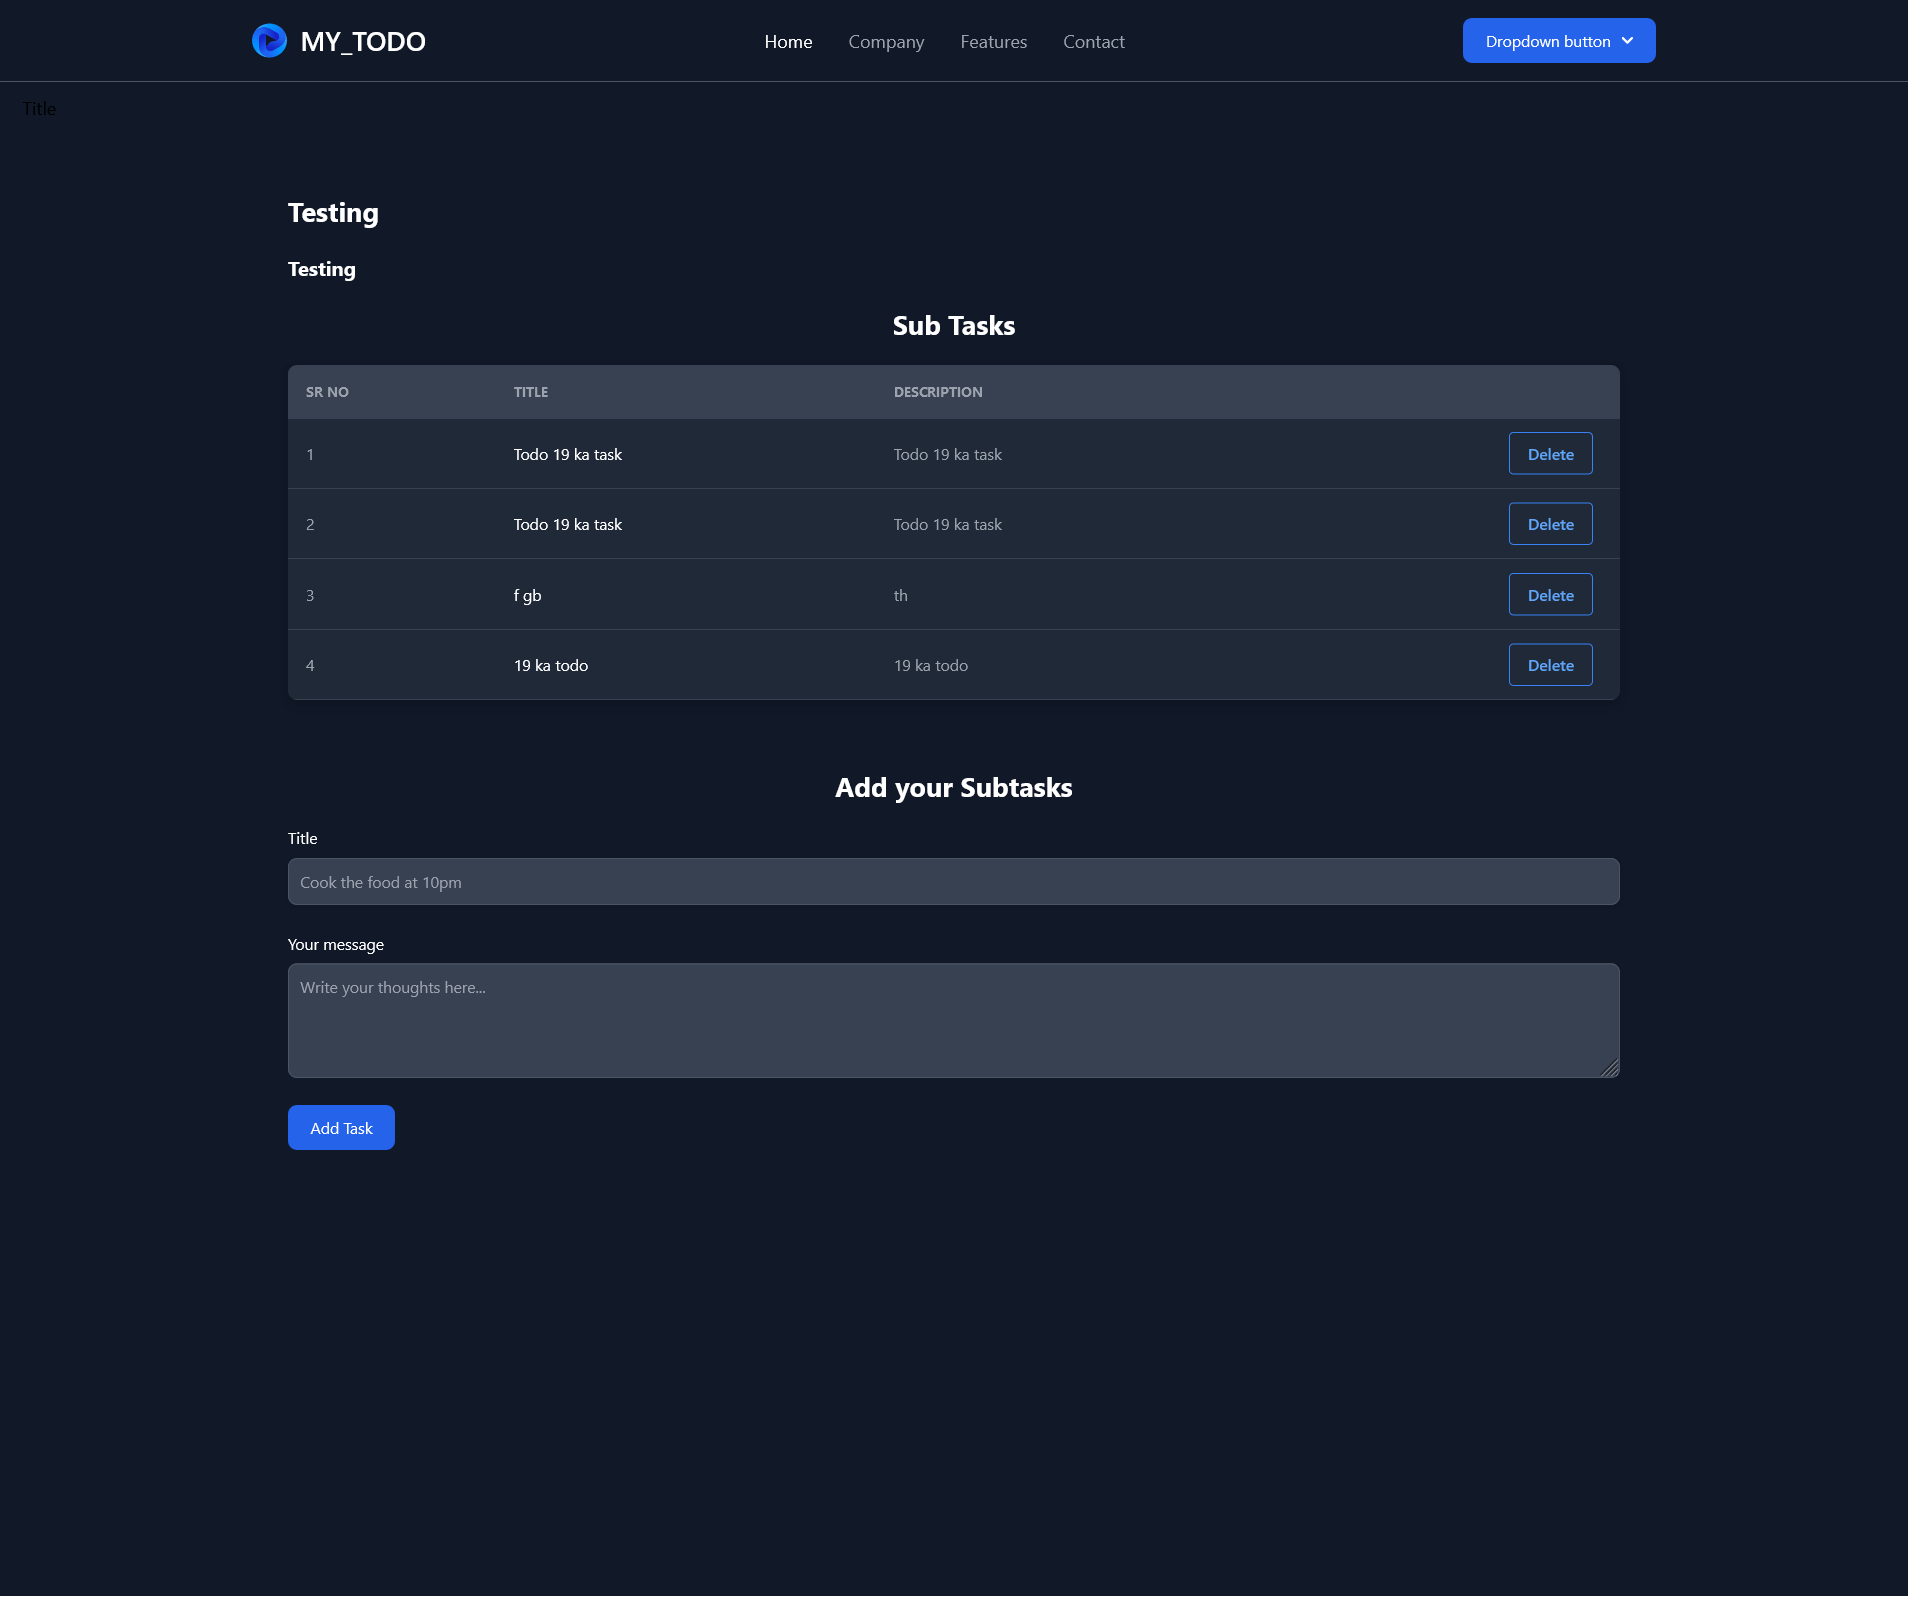 MY_TODO
Home Company Features Contact
Dropdown button
Title
Testing
Testing
Sub Tasks
SR NO TITLE DESCRIPTION
1 Todo 19 ka task Todo 19 ka task Delete
2 Todo 19 ka task Todo 19 ka task Delete
3 f gb th Delete
4 19 ka todo 19 ka todo Delete
Add your Subtasks
Title
Cook the food at 10pm
Your message
Write your thoughts here...
Add Task